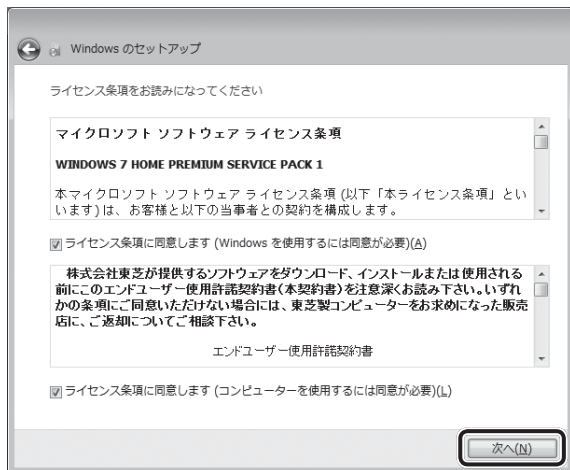 Windows のセットアップ
ライセンス条項をお読みになってください
マイクロソフト ソフトウェア ライセンス条項
WINDOWS 7 HOME PREMIUM SERVICE PACK 1
本マイクロソフト ソフトウェア ライセンス条項 (以下「本ライセンス条項」とい
います) は、お客様と以下の当事者との契約を構成します。
ライセンス条項に同意します (Windows を使用するには同意が必要)(A)
株式会社東芝が提供するソフトウェアをダウンロード、インストールまたは使用される
前にこのエンドユーザー使用許諾契約書(本契約書)を注意深くお読み下さい。いずれ
かの条項にご同意いただけない場合には、東芝製コンピューターをお求めになった販売
店に、ご返却についてご相談下さい。
エンドユーザー使用許諾契約書
ライセンス条項に同意します (コンピューターを使用するには同意が必要)(L)
次へ(N)